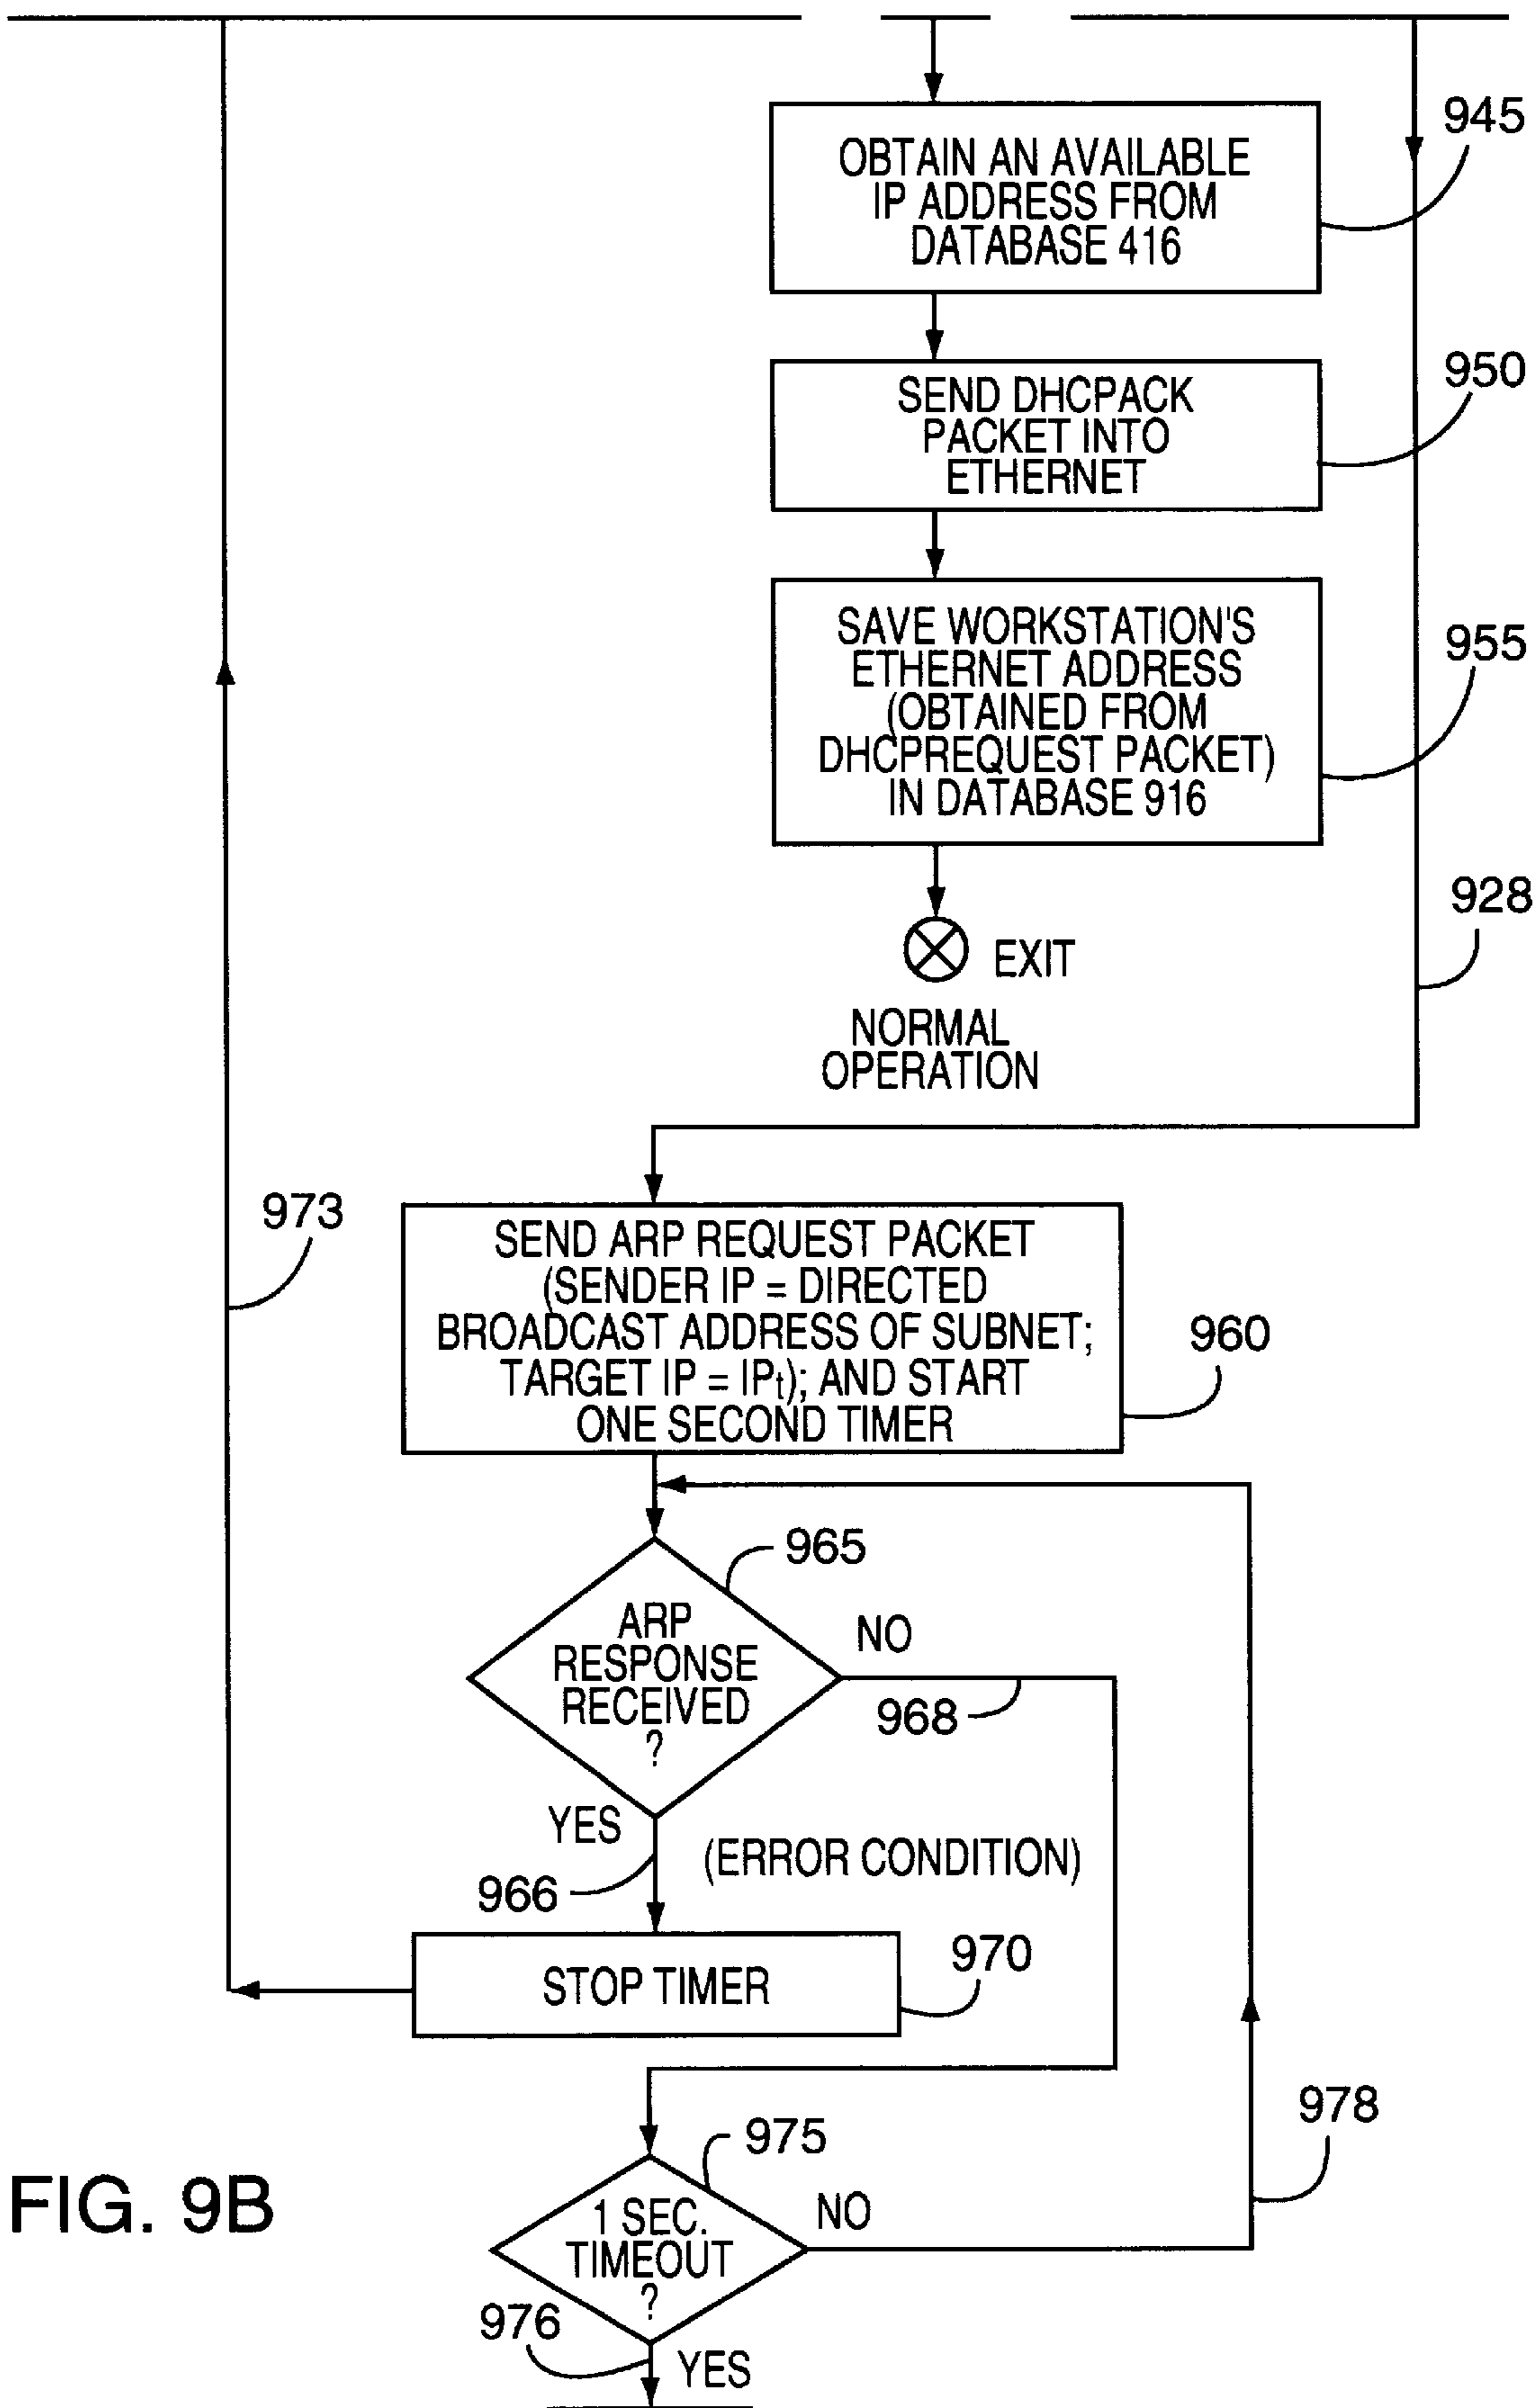 OBTAIN AN AVAILABLE
IP ADDRESS FROM
DATABASE 416
945
SEND DHCPACK
PACKET INTO
ETHERNET
950
SAVE WORKSTATION'S
ETHERNET ADDRESS
(OBTAINED FROM
DHCPREQUEST PACKET)
IN DATABASE 916
955
928
EXIT
NORMAL
OPERATION
973
SEND ARP REQUEST PACKET
(SENDER IP = DIRECTED
BROADCAST ADDRESS OF SUBNET;
TARGET IP = IPt); AND START
ONE SECOND TIMER
960
965
ARP
RESPONSE
RECEIVED
?
NO
968
YES
966
(ERROR CONDITION)
STOP TIMER
970
978
975
1 SEC.
TIMEOUT
?
NO
976
YES
FIG. 9B